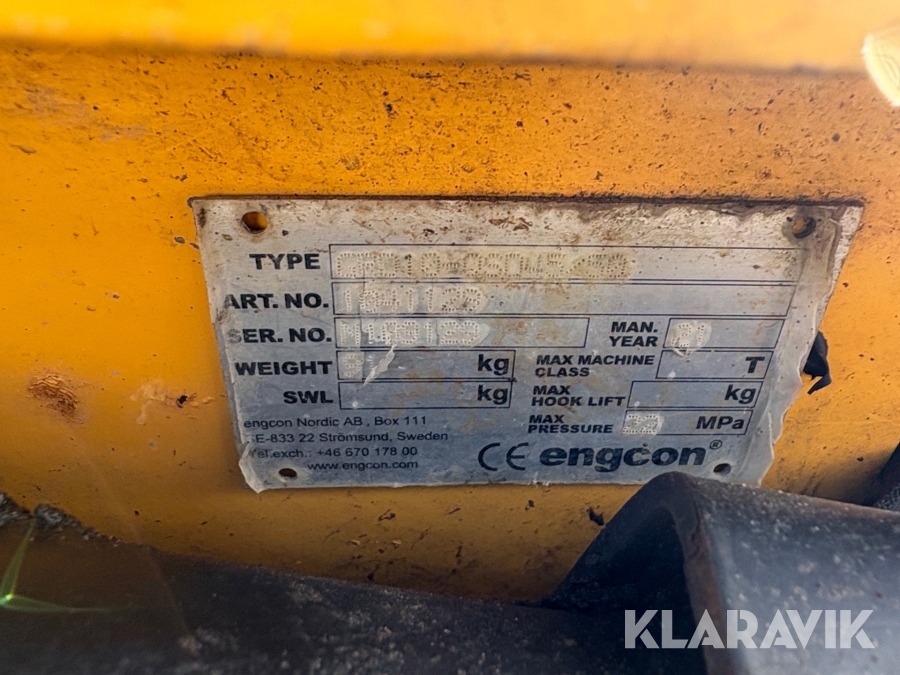 TYPE
ART. NO.
SER. NO. MAN. YEAR
WEIGHT kg MAX MACHINE CLASS T
SWL kg MAX HOOK LIFT kg
MAX PRESSURE MPa
engcon Nordic AB , Box 111
SE-833 22 Strömsund, Sweden
Tel.exch.: +46 670 178 00
www.engcon.com
CE engcon®
KLARAVIK